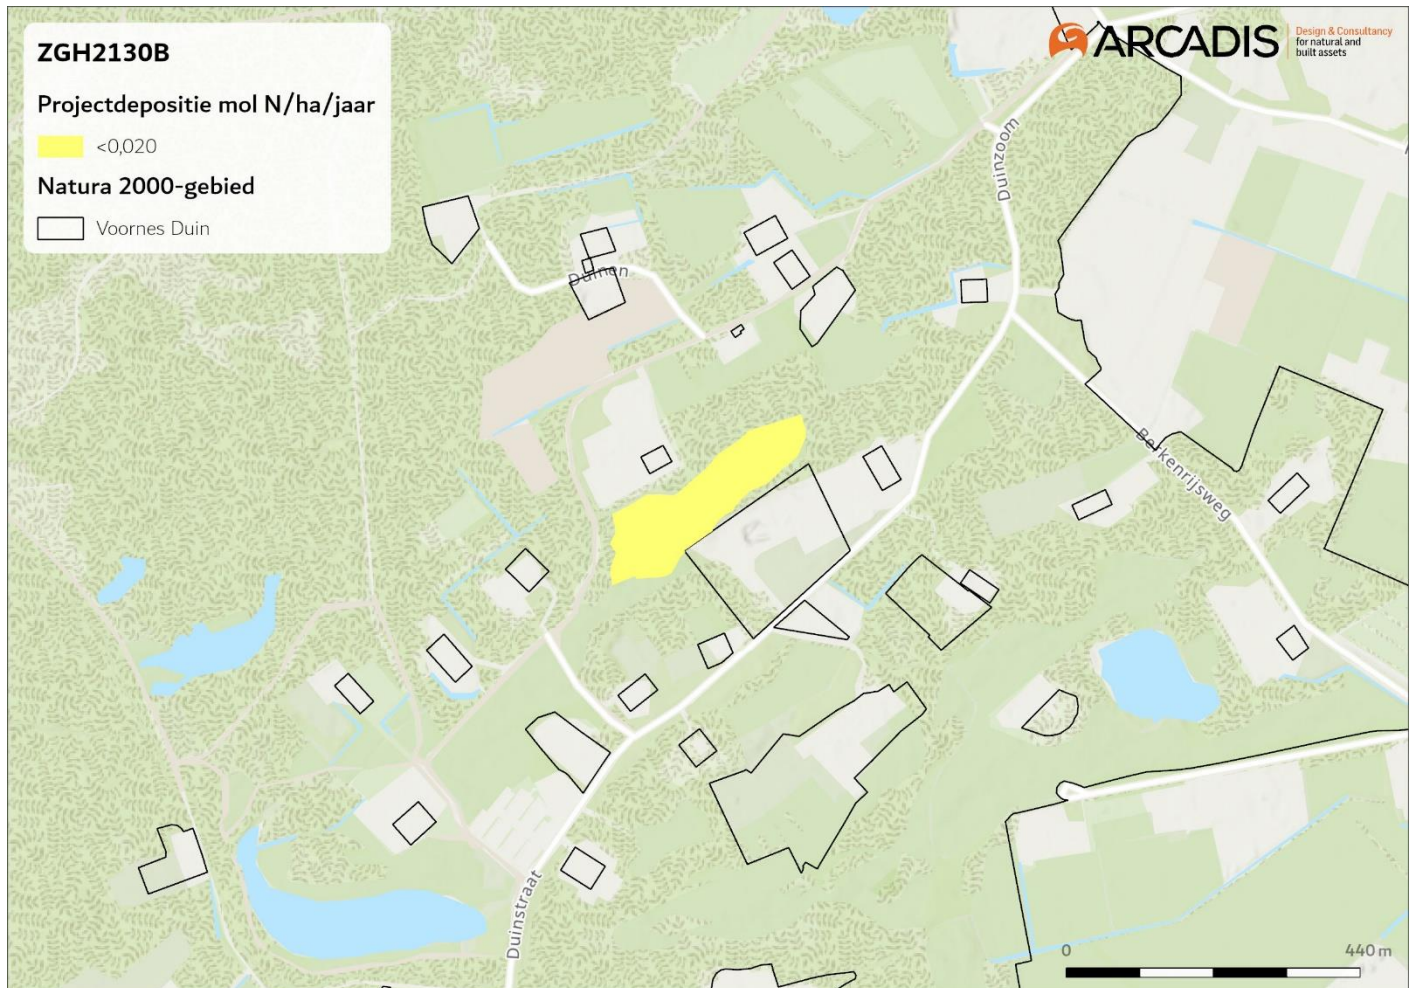 ZGH2130B
Projectdepositie mol N/ha/jaar
<0,020
Natura 2000-gebied
Voornes Duin
ARCADIS
Design & Consultancy
for natural and
built assets
Duinzoom
Duinen
Berkenrijsweg
Duinstraat
0
440 m